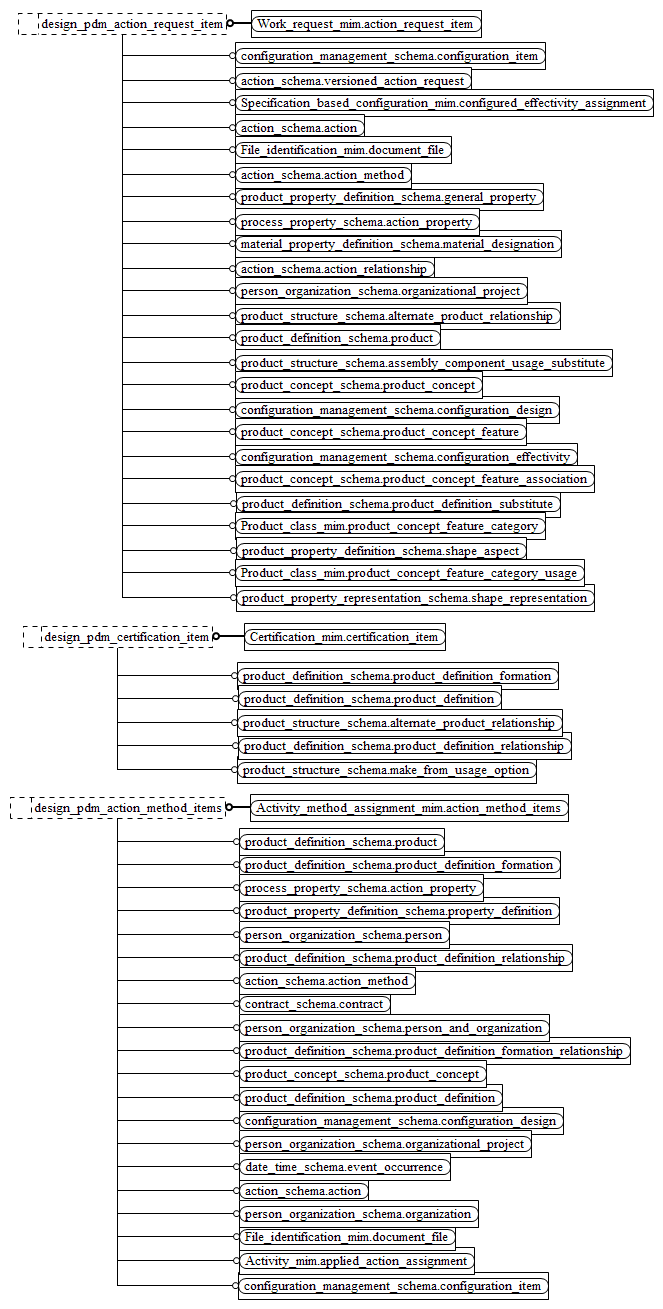 design_pdm_action_request_item Work_request_mim.action_request_item
configuration_management_schema.configuration_item
action_schema.versioned_action_request
Specification_based_configuration_mim.configured_effectivity_assignment
action_schema.action
File_identification_mim.document_file
action_schema.action_method
product_property_definition_schema.general_property
process_property_schema.action_property
material_property_definition_schema.material_designation
action_schema.action_relationship
person_organization_schema.organizational_project
product_structure_schema.alternate_product_relationship
product_definition_schema.product
product_structure_schema.assembly_component_usage_substitute
product_concept_schema.product_concept
configuration_management_schema.configuration_design
product_concept_schema.product_concept_feature
configuration_management_schema.configuration_effectivity
product_concept_schema.product_concept_feature_association
product_definition_schema.product_definition_substitute
Product_class_mim.product_concept_feature_category
product_property_definition_schema.shape_aspect
Product_class_mim.product_concept_feature_category_usage
product_property_representation_schema.shape_representation
design_pdm_certification_item Certification_mim.certification_item
product_definition_schema.product_definition_formation
product_definition_schema.product_definition
product_structure_schema.alternate_product_relationship
product_definition_schema.product_definition_relationship
product_structure_schema.make_from_usage_option
design_pdm_action_method_items Activity_method_assignment_mim.action_method_items
product_definition_schema.product
product_definition_schema.product_definition_formation
process_property_schema.action_property
product_property_definition_schema.property_definition
person_organization_schema.person
product_definition_schema.product_definition_relationship
action_schema.action_method
contract_schema.contract
person_organization_schema.person_and_organization
product_definition_schema.product_definition_formation_relationship
product_concept_schema.product_concept
product_definition_schema.product_definition
configuration_management_schema.configuration_design
person_organization_schema.organizational_project
date_time_schema.event_occurrence
action_schema.action
person_organization_schema.organization
File_identification_mim.document_file
Activity_mim.applied_action_assignment
configuration_management_schema.configuration_item